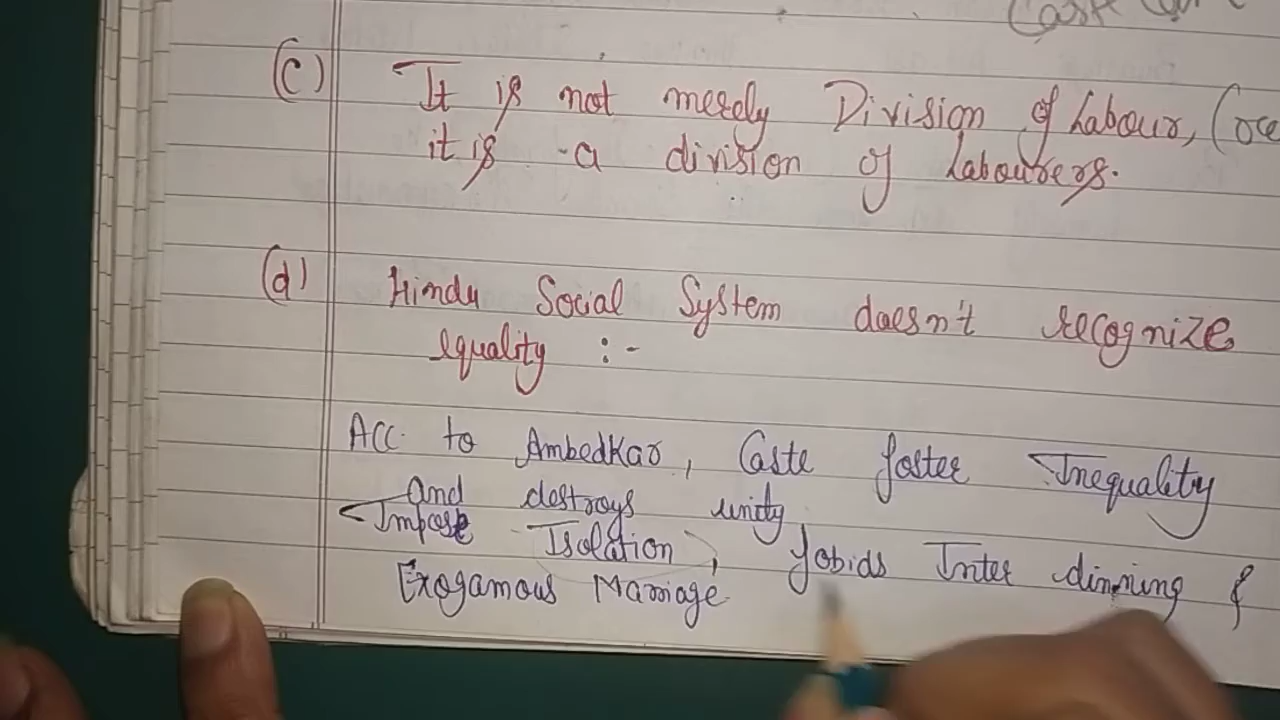 (c) It is not merely Division of Labour,
it is a division of Labourers.
(d) Hindu Social System doesn't recognize
equality :-
Acc. to Ambedkar, Caste foster Inequality
and destroys unity
Impose Isolation, fobids Inter dinning &
Exogamous Marriage